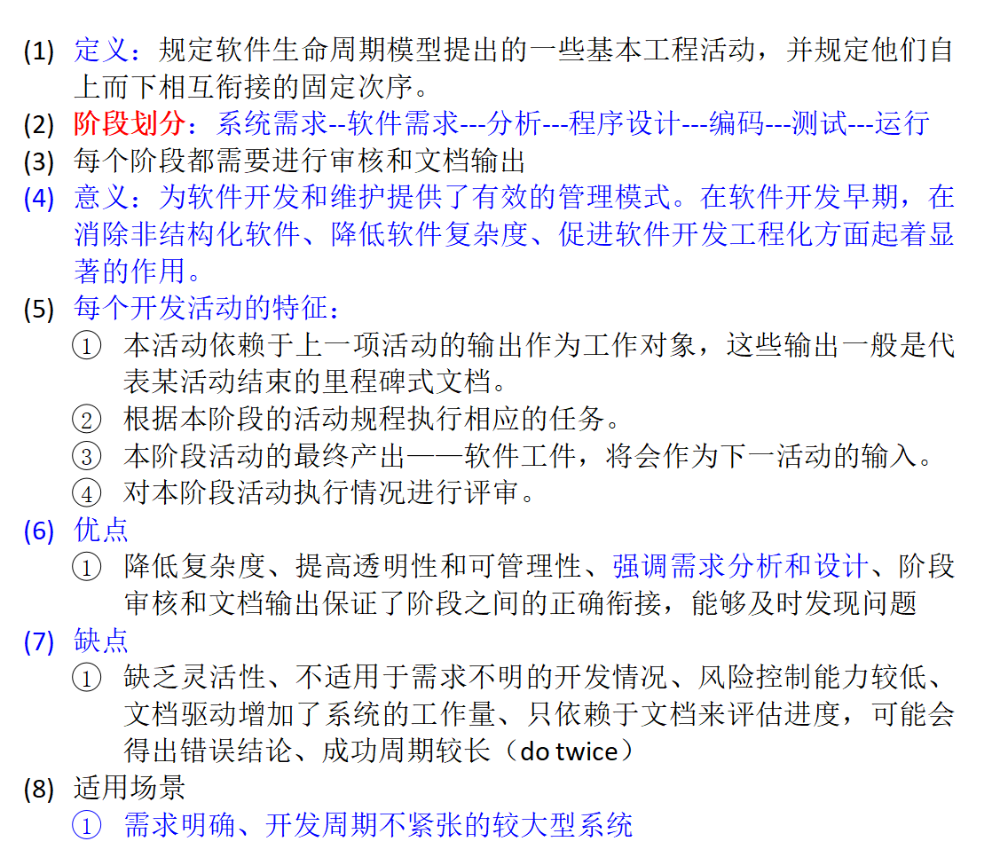 (1) 定义：规定软件生命周期模型提出的一些基本工程活动，并规定他们自
上而下相互衔接的固定次序。
(2) 阶段划分：系统需求--软件需求---分析---程序设计---编码---测试---运行
(3) 每个阶段都需要进行审核和文档输出
(4) 意义：为软件开发和维护提供了有效的管理模式。在软件开发早期，在
消除非结构化软件、降低软件复杂度、促进软件开发工程化方面起着显
著的作用。
(5) 每个开发活动的特征：
① 本活动依赖于上一项活动的输出作为工作对象，这些输出一般是代
表某活动结束的里程碑式文档。
② 根据本阶段的活动规程执行相应的任务。
③ 本阶段活动的最终产出——软件工件，将会作为下一活动的输入。
④ 对本阶段活动执行情况进行评审。
(6) 优点
① 降低复杂度、提高透明性和可管理性、强调需求分析和设计、阶段
审核和文档输出保证了阶段之间的正确衔接，能够及时发现问题
(7) 缺点
① 缺乏灵活性、不适用于需求不明的开发情况、风险控制能力较低、
文档驱动增加了系统的工作量、只依赖于文档来评估进度，可能会
得出错误结论、成功周期较长（do twice）
(8) 适用场景
① 需求明确、开发周期不紧张的较大型系统